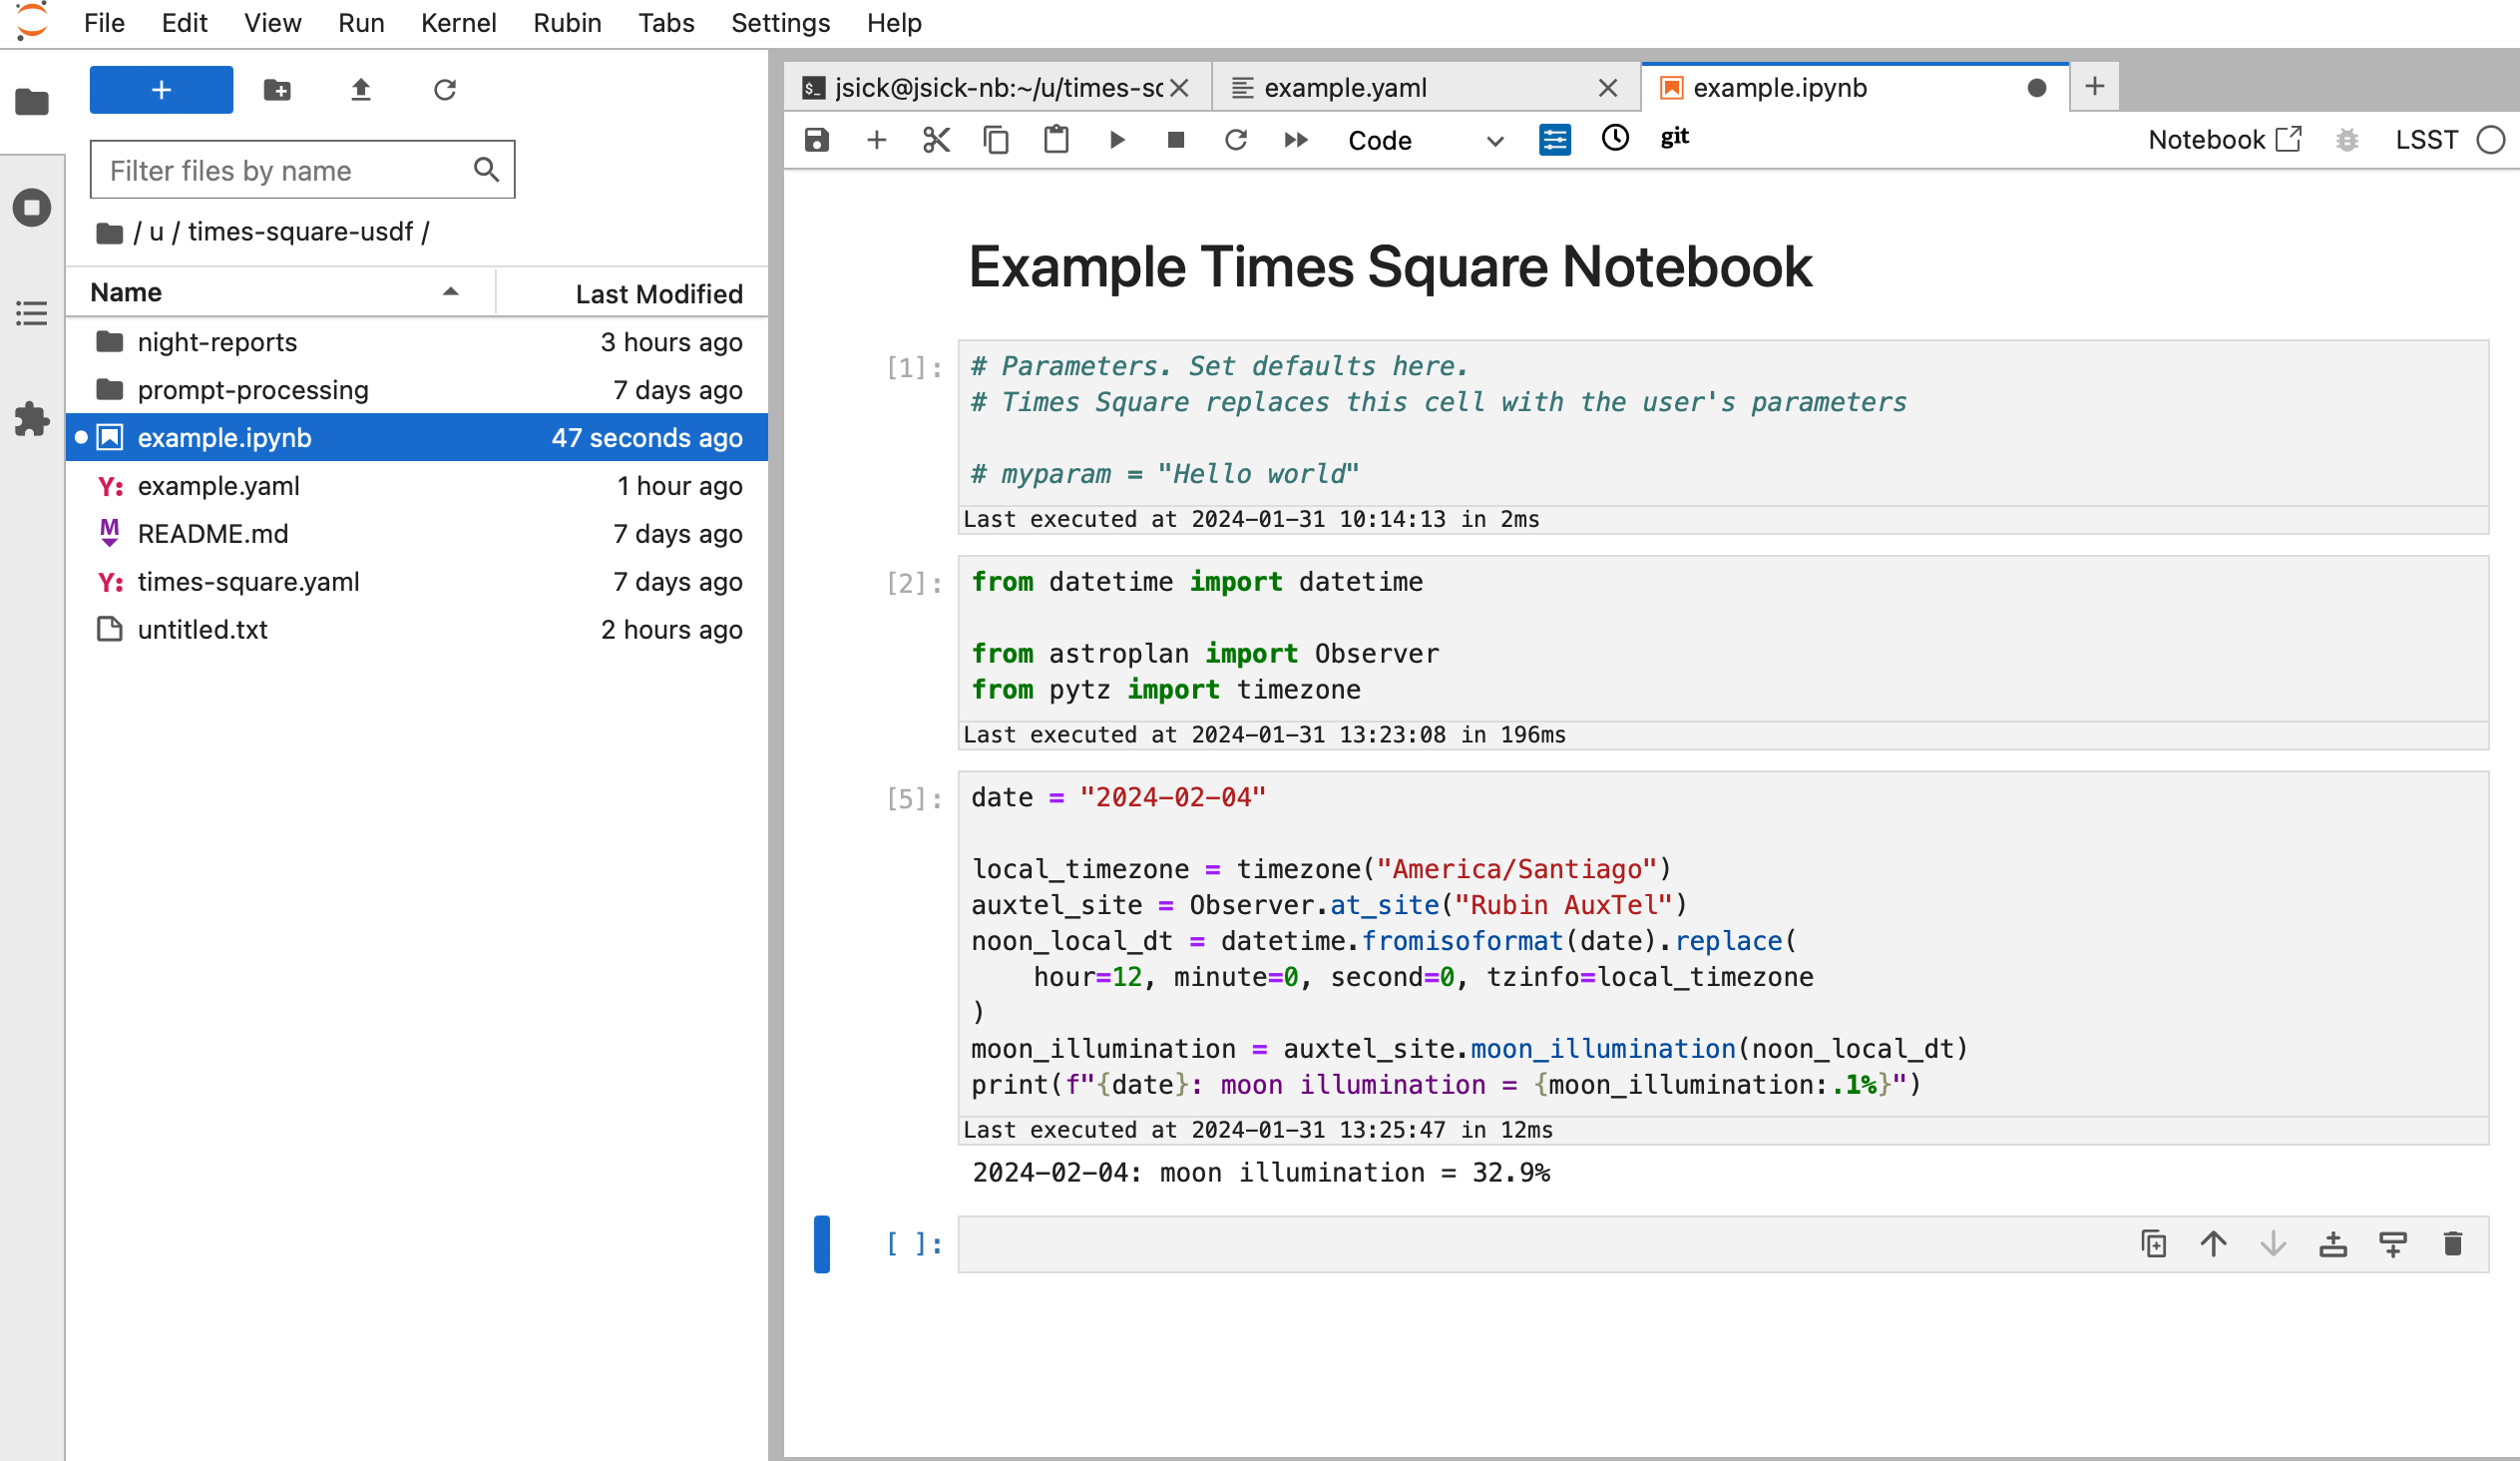 File Edit View Run Kernel Rubin Tabs Settings Help
+
Filter files by name
/ u / times-square-usdf /
Name Last Modified
night-reports 3 hours ago
prompt-processing 7 days ago
example.ipynb 47 seconds ago
Y: example.yaml 1 hour ago
M README.md 7 days ago
Y: times-square.yaml 7 days ago
untitled.txt 2 hours ago
$_ jsick@jsick-nb:~/u/times-sc example.yaml example.ipynb +
Code git Notebook LSST
Example Times Square Notebook
[1]: # Parameters. Set defaults here.
# Times Square replaces this cell with the user's parameters
# myparam = "Hello world"
Last executed at 2024-01-31 10:14:13 in 2ms
[2]: from datetime import datetime
from astroplan import Observer
from pytz import timezone
Last executed at 2024-01-31 13:23:08 in 196ms
[5]: date = "2024-02-04"
local_timezone = timezone("America/Santiago")
auxtel_site = Observer.at_site("Rubin AuxTel")
noon_local_dt = datetime.fromisoformat(date).replace(
    hour=12, minute=0, second=0, tzinfo=local_timezone
)
moon_illumination = auxtel_site.moon_illumination(noon_local_dt)
print(f"{date}: moon illumination = {moon_illumination:.1%}")
Last executed at 2024-01-31 13:25:47 in 12ms
2024-02-04: moon illumination = 32.9%
[ ]: